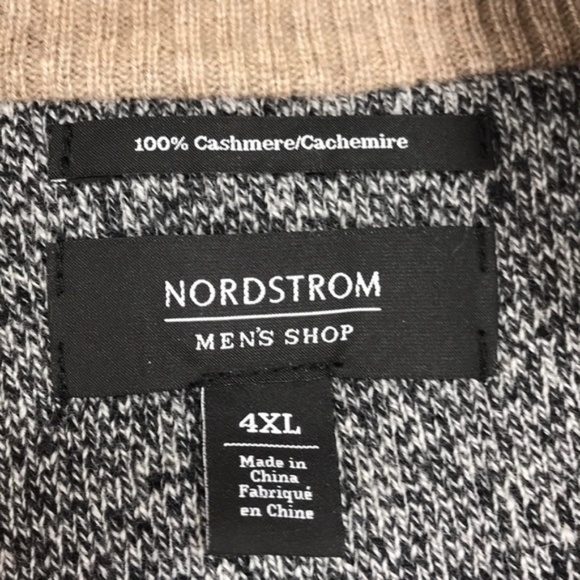 100% Cashmere/Cachemire
NORDSTROM
MEN'S SHOP
4XL
Made in
China
Fabriqué
en Chine